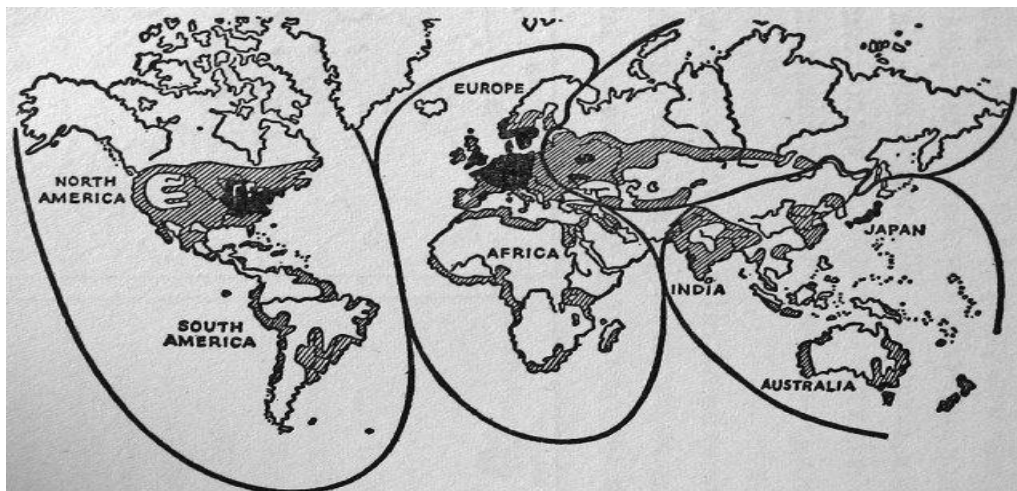 EUROPE
NORTH
AMERICA
AFRICA
JAPAN
INDIA
SOUTH
AMERICA
AUSTRALIA